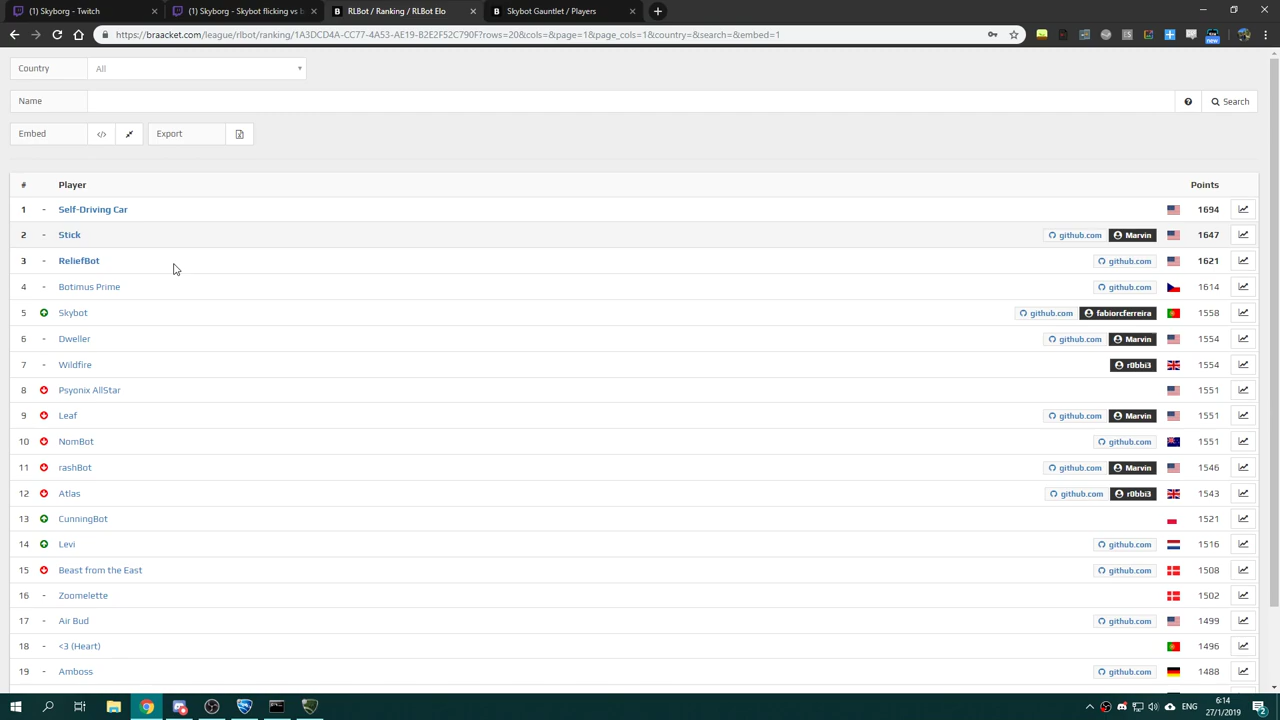 Skyborg - Twitch
Skyborg - Skybot flicking vs b
RLBot / Ranking / RLBot Elo
Skybot Gauntlet / Players
https://braacket.com/league/rlbot/ranking/1A3DCD4A-CC77-4A53-AE19-B2E2F52C790F?rows=20&cols=&page=1&page_cols=1&country=&search=&embed=1
new
Country All
Name Search
Embed Export
# Player Points
1 - Self-Driving Car 1694
2 - Stick github.com Marvin 1647
3 - ReliefBot github.com 1621
4 - Botimus Prime github.com 1614
5 Skybot github.com fabiorcferreira 1558
6 - Dweller github.com Marvin 1554
7 - Wildfire r0bbi3 1554
8 Psyonix AllStar 1551
9 Leaf github.com Marvin 1551
10 NomBot github.com 1551
11 rashBot github.com Marvin 1546
12 Atlas github.com r0bbi3 1543
13 CunningBot 1521
14 Levi github.com 1516
15 Beast from the East github.com 1508
16 - Zoomelette 1502
17 - Air Bud github.com 1499
18 - <3 (Heart) 1496
19 - Amboss github.com 1488
ENG
6:14
27/1/2019
2